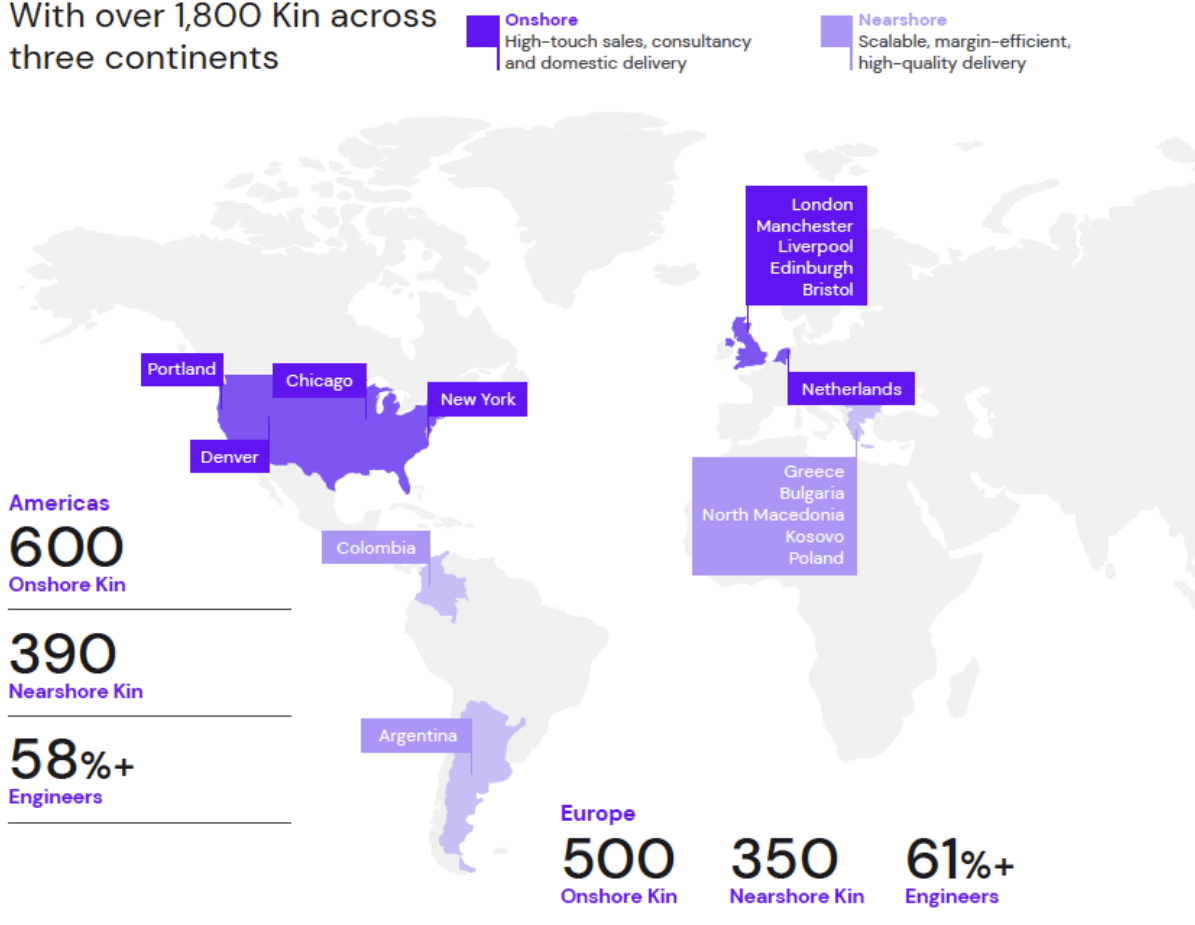 With over 1,800 Kin across
three continents
Onshore
High-touch sales, consultancy
and domestic delivery
Nearshore
Scalable, margin-efficient,
high-quality delivery
London
Manchester
Liverpool
Edinburgh
Bristol
Portland
Chicago
New York
Netherlands
Denver
Greece
Bulgaria
North Macedonia
Kosovo
Poland
Americas
600
Onshore Kin
Colombia
390
Nearshore Kin
Argentina
58%+
Engineers
Europe
500
Onshore Kin
350
Nearshore Kin
61%+
Engineers